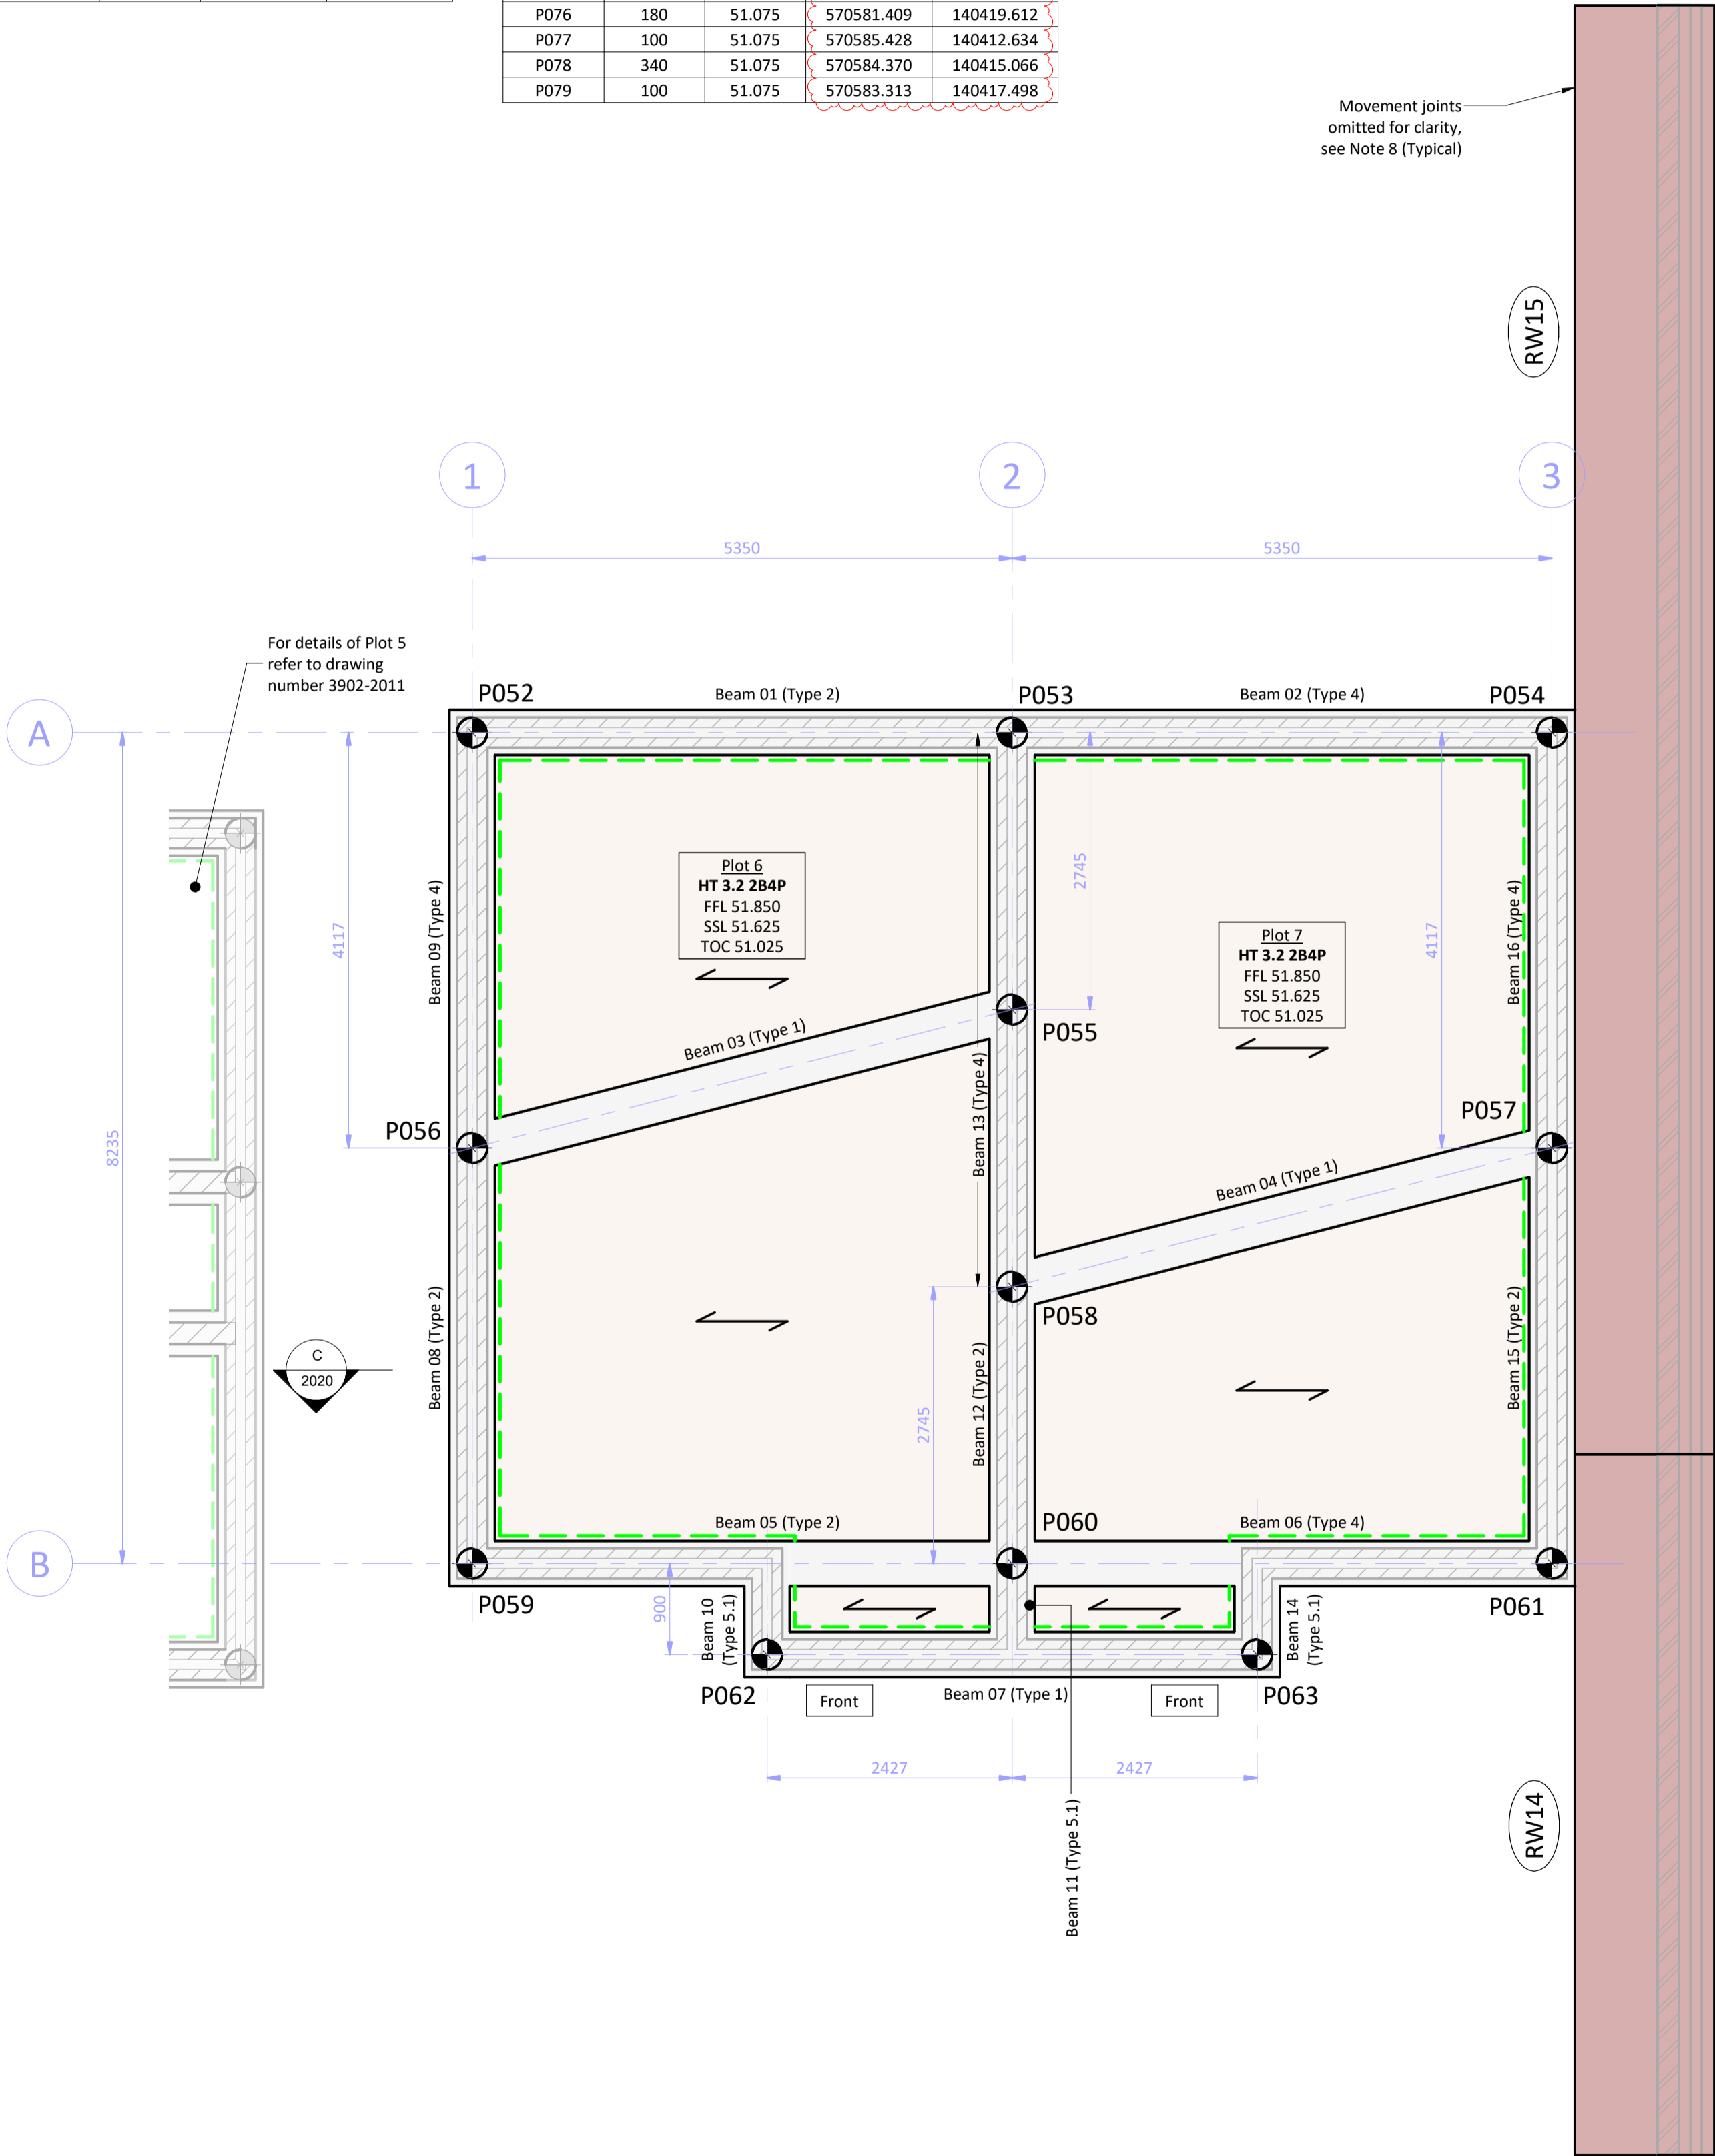 P076 180 51.075 570581.409 140419.612
P077 100 51.075 570585.428 140412.634
P078 340 51.075 570584.370 140415.066
P079 100 51.075 570583.313 140417.498
Movement joints
omitted for clarity,
see Note 8 (Typical)
RW15
1 2 3
5350 5350
For details of Plot 5
refer to drawing
number 3902-2011
P052 Beam 01 (Type 2) P053 Beam 02 (Type 4) P054
A
Plot 6
HT 3.2 2B4P
FFL 51.850
SSL 51.625
TOC 51.025
2745
Beam 09 (Type 4)
4117
Plot 7
HT 3.2 2B4P
FFL 51.850
SSL 51.625
TOC 51.025
4117
Beam 16 (Type 4)
Beam 03 (Type 1)
P055
P056
P057
8235
Beam 13 (Type 4)
Beam 04 (Type 1)
P058
Beam 08 (Type 2)
C
2020
2745
Beam 12 (Type 2)
Beam 15 (Type 2)
Beam 05 (Type 2) P060 Beam 06 (Type 4)
B
P059
900
Beam 10
(Type 5.1)
Beam 14
(Type 5.1)
P061
P062 Front Beam 07 (Type 1) Front P063
2427 2427
Beam 11 (Type 5.1)
RW14